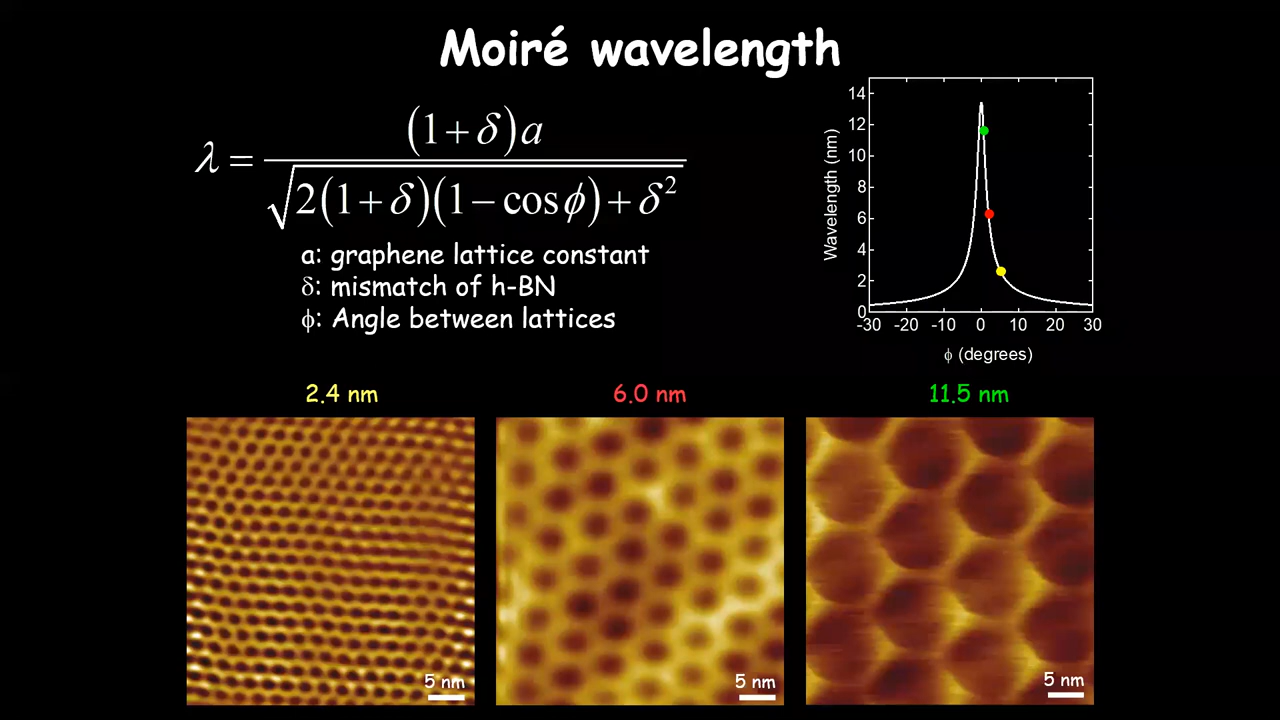 Moiré wavelength
λ = (1+δ)a / √(2(1+δ)(1−cosϕ)+δ²)
a: graphene lattice constant
δ: mismatch of h-BN
ϕ: Angle between lattices
Wavelength (nm)
14
12
10
8
6
4
2
0
-30 -20 -10 0 10 20 30
ϕ (degrees)
2.4 nm 6.0 nm 11.5 nm
5 nm 5 nm 5 nm